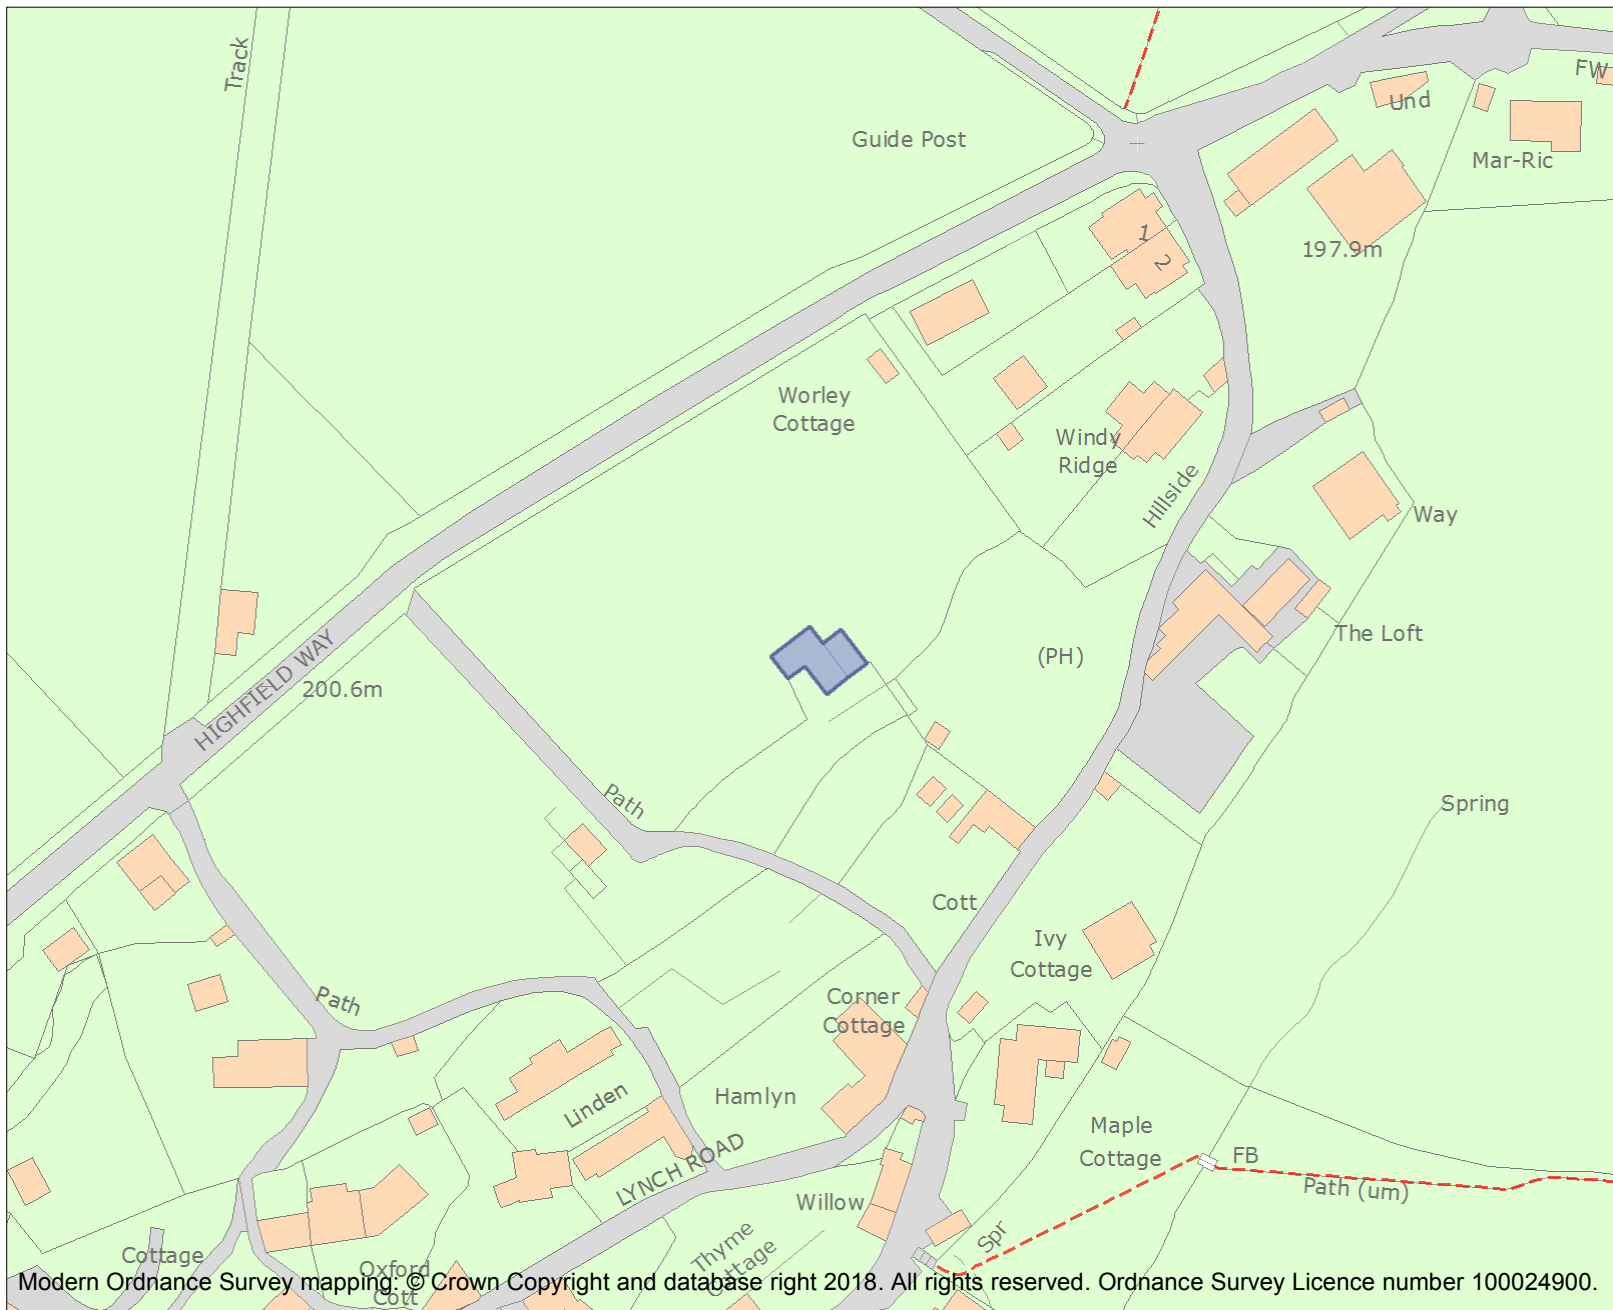 Track
FW
Und
Guide Post
Mar-Ric
1
2
197.9m
Worley
Cottage
Windy
Ridge
Hillside
Way
The Loft
(PH)
HIGHFIELD WAY
200.6m
Path
Spring
Cott
Ivy
Cottage
Path
Corner
Cottage
Linden
Hamlyn
Maple
Cottage
FB
LYNCH ROAD
Path (um)
Willow
Spr
Thyme
Cottage
Cottage
Oxford
Cott
Modern Ordnance Survey mapping: © Crown Copyright and database right 2018. All rights reserved. Ordnance Survey Licence number 100024900.